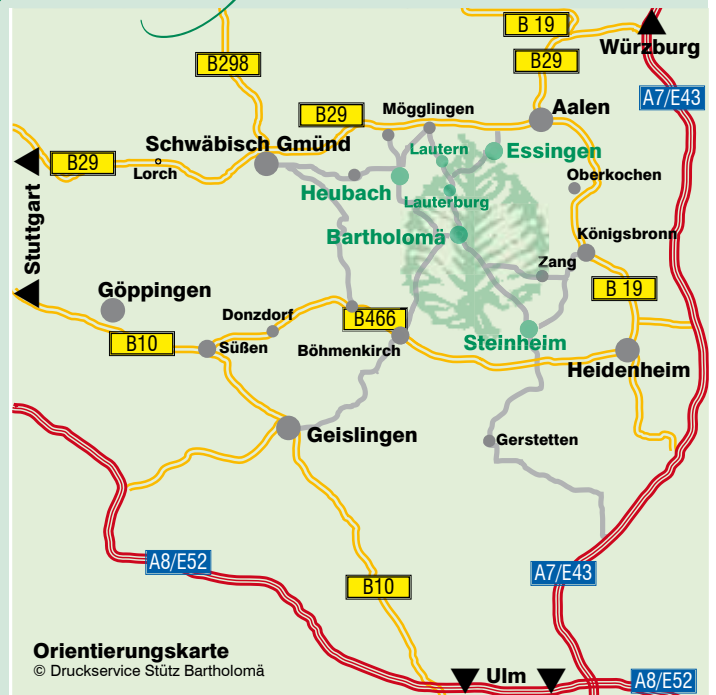 B 19
Würzburg
B298
B29
A7/E43
B29
Mögglingen
Aalen
Schwäbisch Gmünd
Lautern
Essingen
B29
Lorch
Oberkochen
Heubach
Lauterburg
Stuttgart
Bartholomä
Königsbronn
Zang
Göppingen
B 19
Donzdorf
B466
B10
Süßen
Böhmenkirch
Steinheim
Heidenheim
Geislingen
Gerstetten
A8/E52
A7/E43
B10
Orientierungskarte
© Druckservice Stütz Bartholomä
Ulm
A8/E52